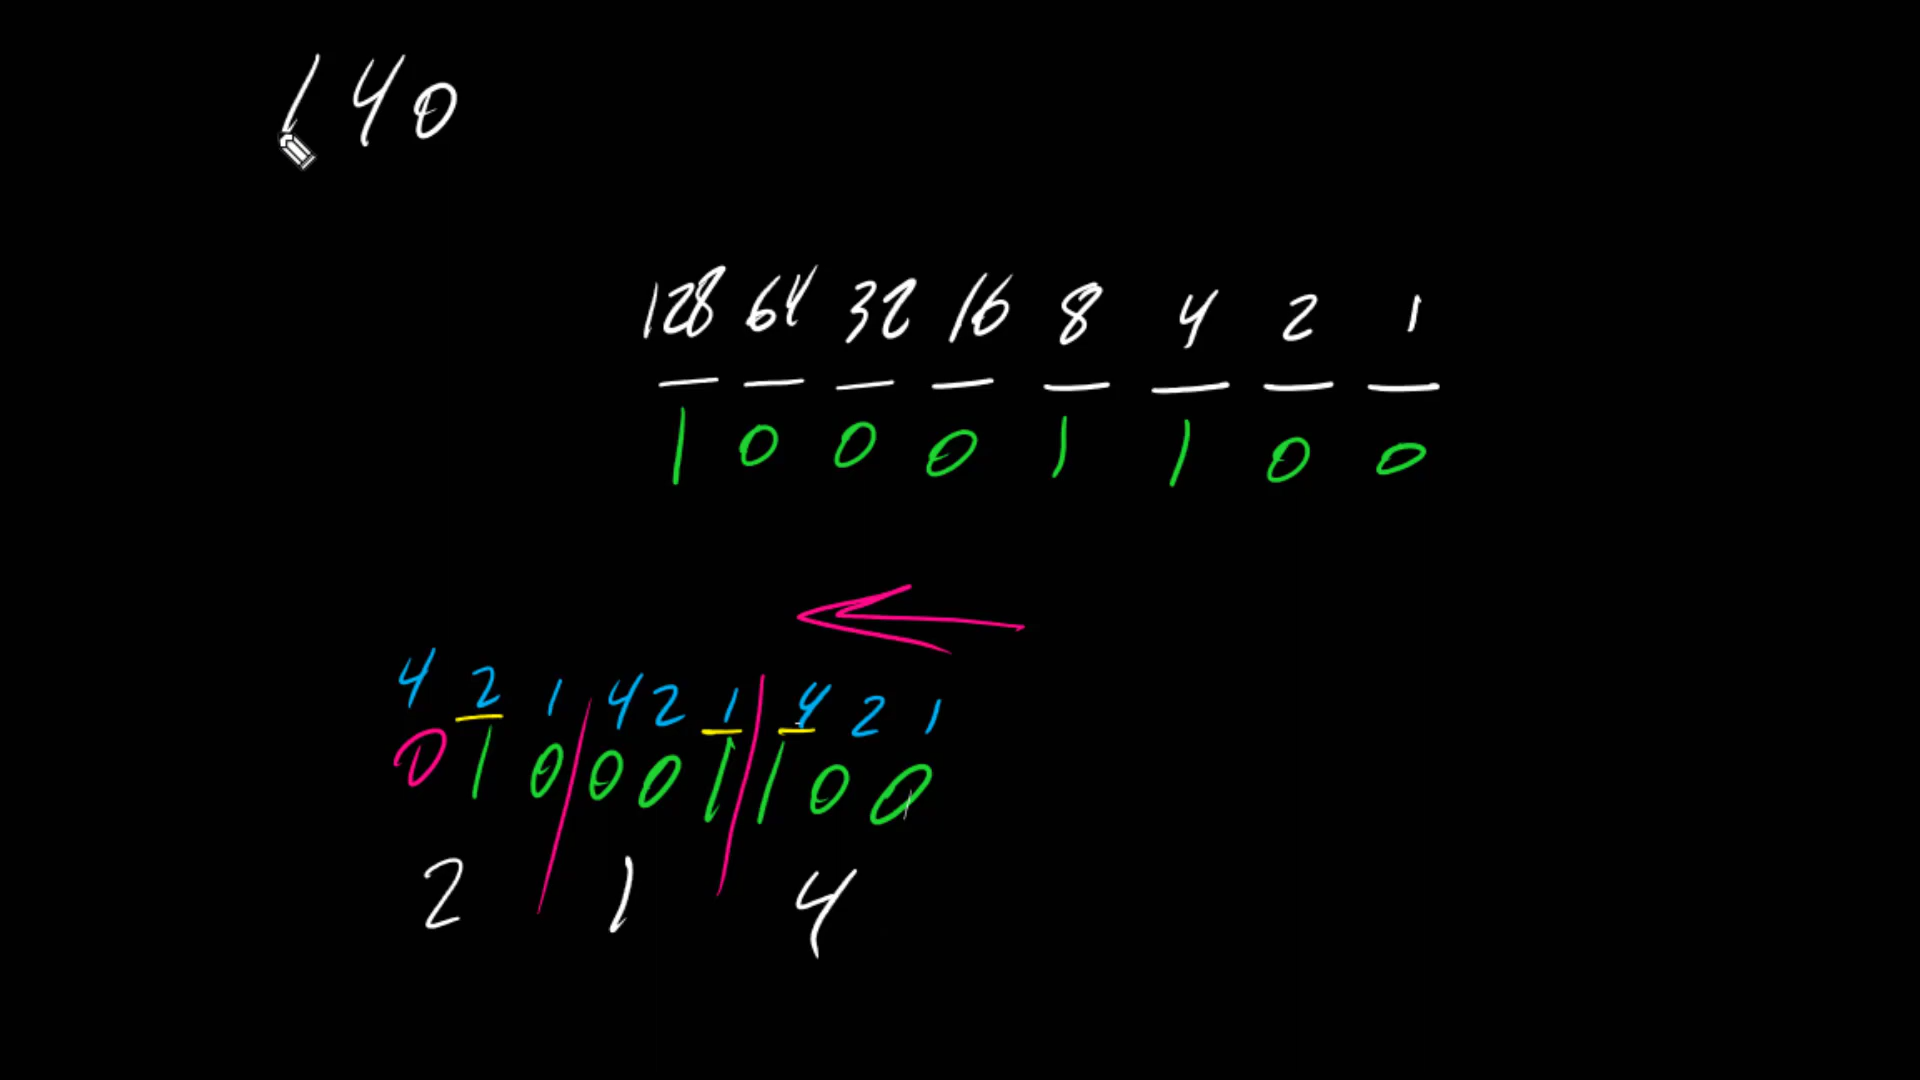 140
128 64 32 16 8 4 2 1
1 0 0 0 1 1 0 0
4 2 1 4 2 1 4 2 1
0 1 0 0 0 1 1 0 0
2 1 4